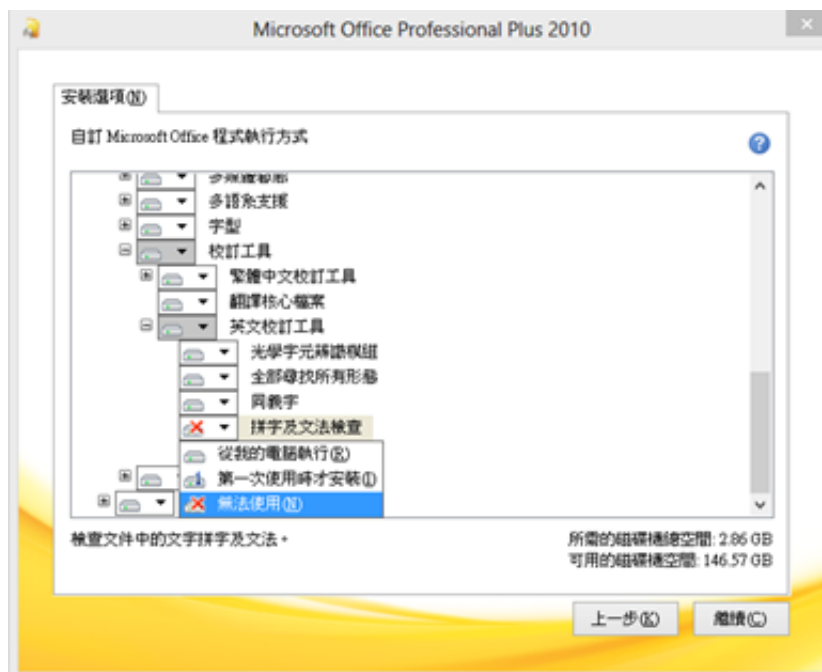 Microsoft Office Professional Plus 2010
安裝選項(N)
自訂 Microsoft Office 程式執行方式
多語系支援
字型
校訂工具
繁體中文校訂工具
翻譯核心檔案
英文校訂工具
光學字元辨識模組
全部尋找所有形態
同義字
拼字及文法檢查
從我的電腦執行(R)
第一次使用時才安裝(I)
無法使用(N)
檢查文件中的文字拼字及文法。
所需的磁碟機總空間: 2.86 GB
可用的磁碟機空間: 146.57 GB
上一步(K)
繼續(C)